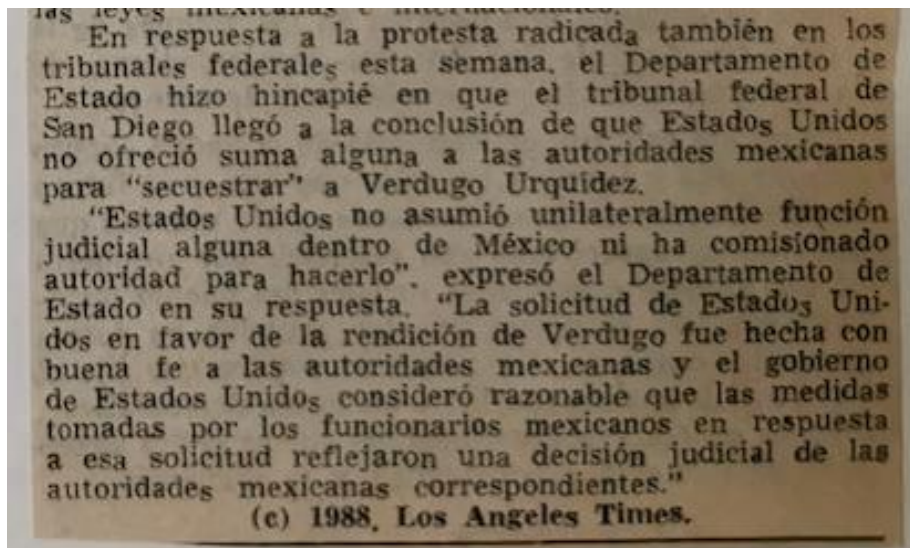 las leyes mexicanas e internacionales.
En respuesta a la protesta radicada también en los
tribunales federales esta semana, el Departamento de
Estado hizo hincapié en que el tribunal federal de
San Diego llegó a la conclusión de que Estados Unidos
no ofreció suma alguna a las autoridades mexicanas
para “secuestrar” a Verdugo Urquídez.
“Estados Unidos no asumió unilateralmente función
judicial alguna dentro de México ni ha comisionado
autoridad para hacerlo”, expresó el Departamento de
Estado en su respuesta. “La solicitud de Estados Uni-
dos en favor de la rendición de Verdugo fue hecha con
buena fe a las autoridades mexicanas y el gobierno
de Estados Unidos consideró razonable que las medidas
tomadas por los funcionarios mexicanos en respuesta
a esa solicitud reflejaron una decisión judicial de las
autoridades mexicanas correspondientes.”
(c) 1988, Los Angeles Times.